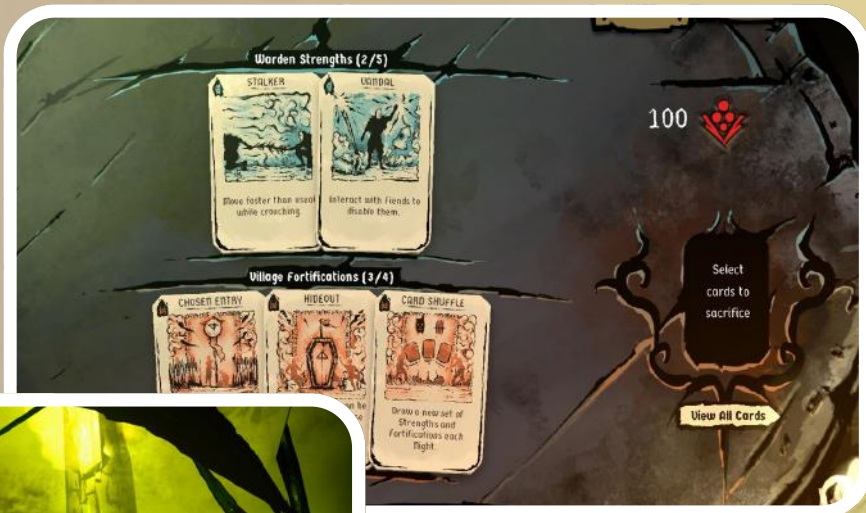 Warden Strengths (2/5)
STALKER
VANDAL
Move faster than usual
while crouching.
Interact with Fiends to
disable them.
100
Village Fortifications (3/4)
CHOSEN ENTRY
HIDEOUT
CARD SHUFFLE
Draw a new set of
Strengths and
Fortifications each
Night.
Select
cards to
sacrifice
View All Cards